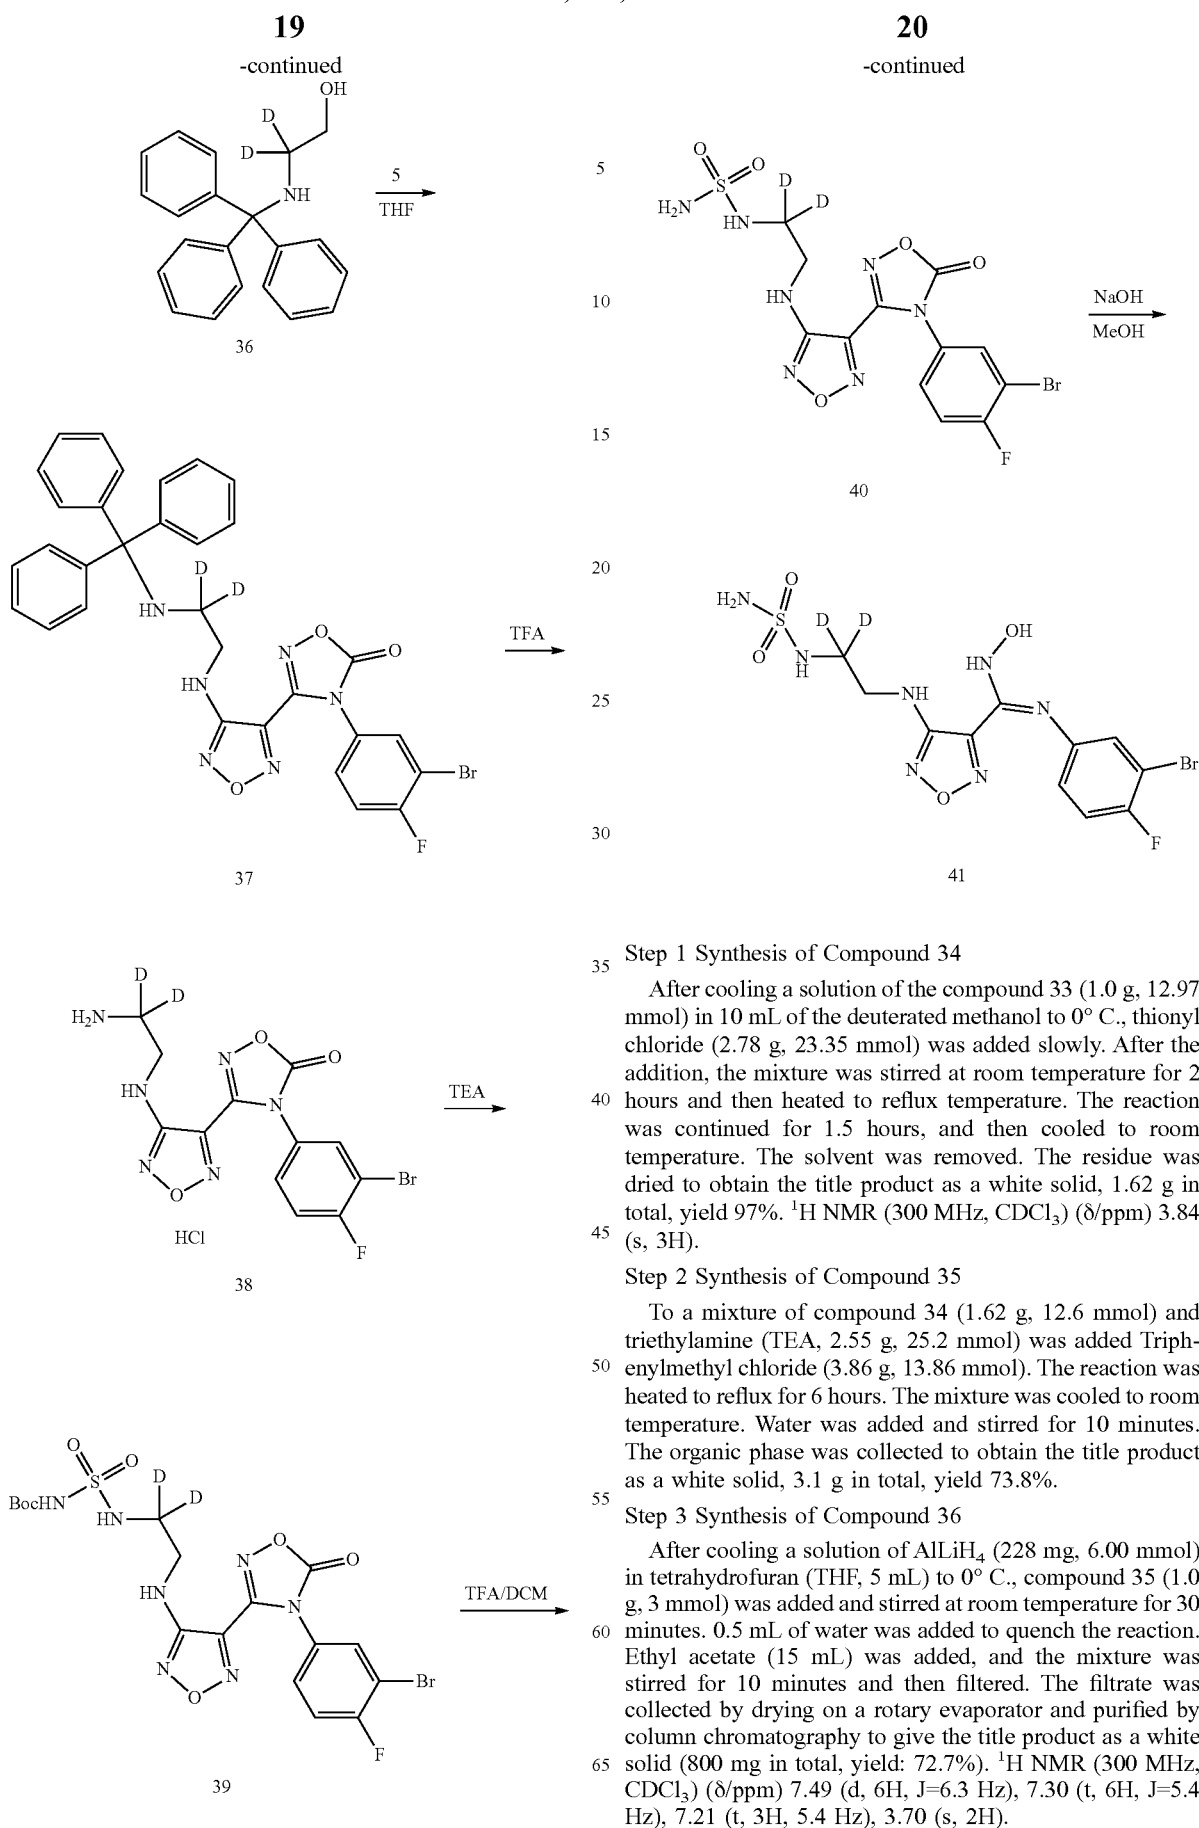 19
-continued
OH
D
D
NH
5
THF
36
D
D
HN
HN
N
O
O
N
N
O
N
Br
F
TFA
37
D
D
H2N
HN
N
O
O
N
N
O
N
Br
F
HCl
TEA
38
O
O
S
BocHN
HN
D
D
HN
N
O
O
N
N
O
N
Br
F
TFA/DCM
39
20
-continued
O
O
S
H2N
HN
D
D
HN
N
O
O
N
N
O
N
Br
F
NaOH
MeOH
40
H2N
O
S
O
N
H
D
D
NH
HN
OH
N
N
O
N
Br
F
41
5
10
15
20
25
30
35
40
45
50
55
60
65
Step 1 Synthesis of Compound 34
After cooling a solution of the compound 33 (1.0 g, 12.97
mmol) in 10 mL of the deuterated methanol to 0° C., thionyl
chloride (2.78 g, 23.35 mmol) was added slowly. After the
addition, the mixture was stirred at room temperature for 2
hours and then heated to reflux temperature. The reaction
was continued for 1.5 hours, and then cooled to room
temperature. The solvent was removed. The residue was
dried to obtain the title product as a white solid, 1.62 g in
total, yield 97%. ¹H NMR (300 MHz, CDCl₃) (δ/ppm) 3.84
(s, 3H).
Step 2 Synthesis of Compound 35
To a mixture of compound 34 (1.62 g, 12.6 mmol) and
triethylamine (TEA, 2.55 g, 25.2 mmol) was added Triph-
enylmethyl chloride (3.86 g, 13.86 mmol). The reaction was
heated to reflux for 6 hours. The mixture was cooled to room
temperature. Water was added and stirred for 10 minutes.
The organic phase was collected to obtain the title product
as a white solid, 3.1 g in total, yield 73.8%.
Step 3 Synthesis of Compound 36
After cooling a solution of AlLiH₄ (228 mg, 6.00 mmol)
in tetrahydrofuran (THF, 5 mL) to 0° C., compound 35 (1.0
g, 3 mmol) was added and stirred at room temperature for 30
minutes. 0.5 mL of water was added to quench the reaction.
Ethyl acetate (15 mL) was added, and the mixture was
stirred for 10 minutes and then filtered. The filtrate was
collected by drying on a rotary evaporator and purified by
column chromatography to give the title product as a white
solid (800 mg in total, yield: 72.7%). ¹H NMR (300 MHz,
CDCl₃) (δ/ppm) 7.49 (d, 6H, J=6.3 Hz), 7.30 (t, 6H, J=5.4
Hz), 7.21 (t, 3H, 5.4 Hz), 3.70 (s, 2H).